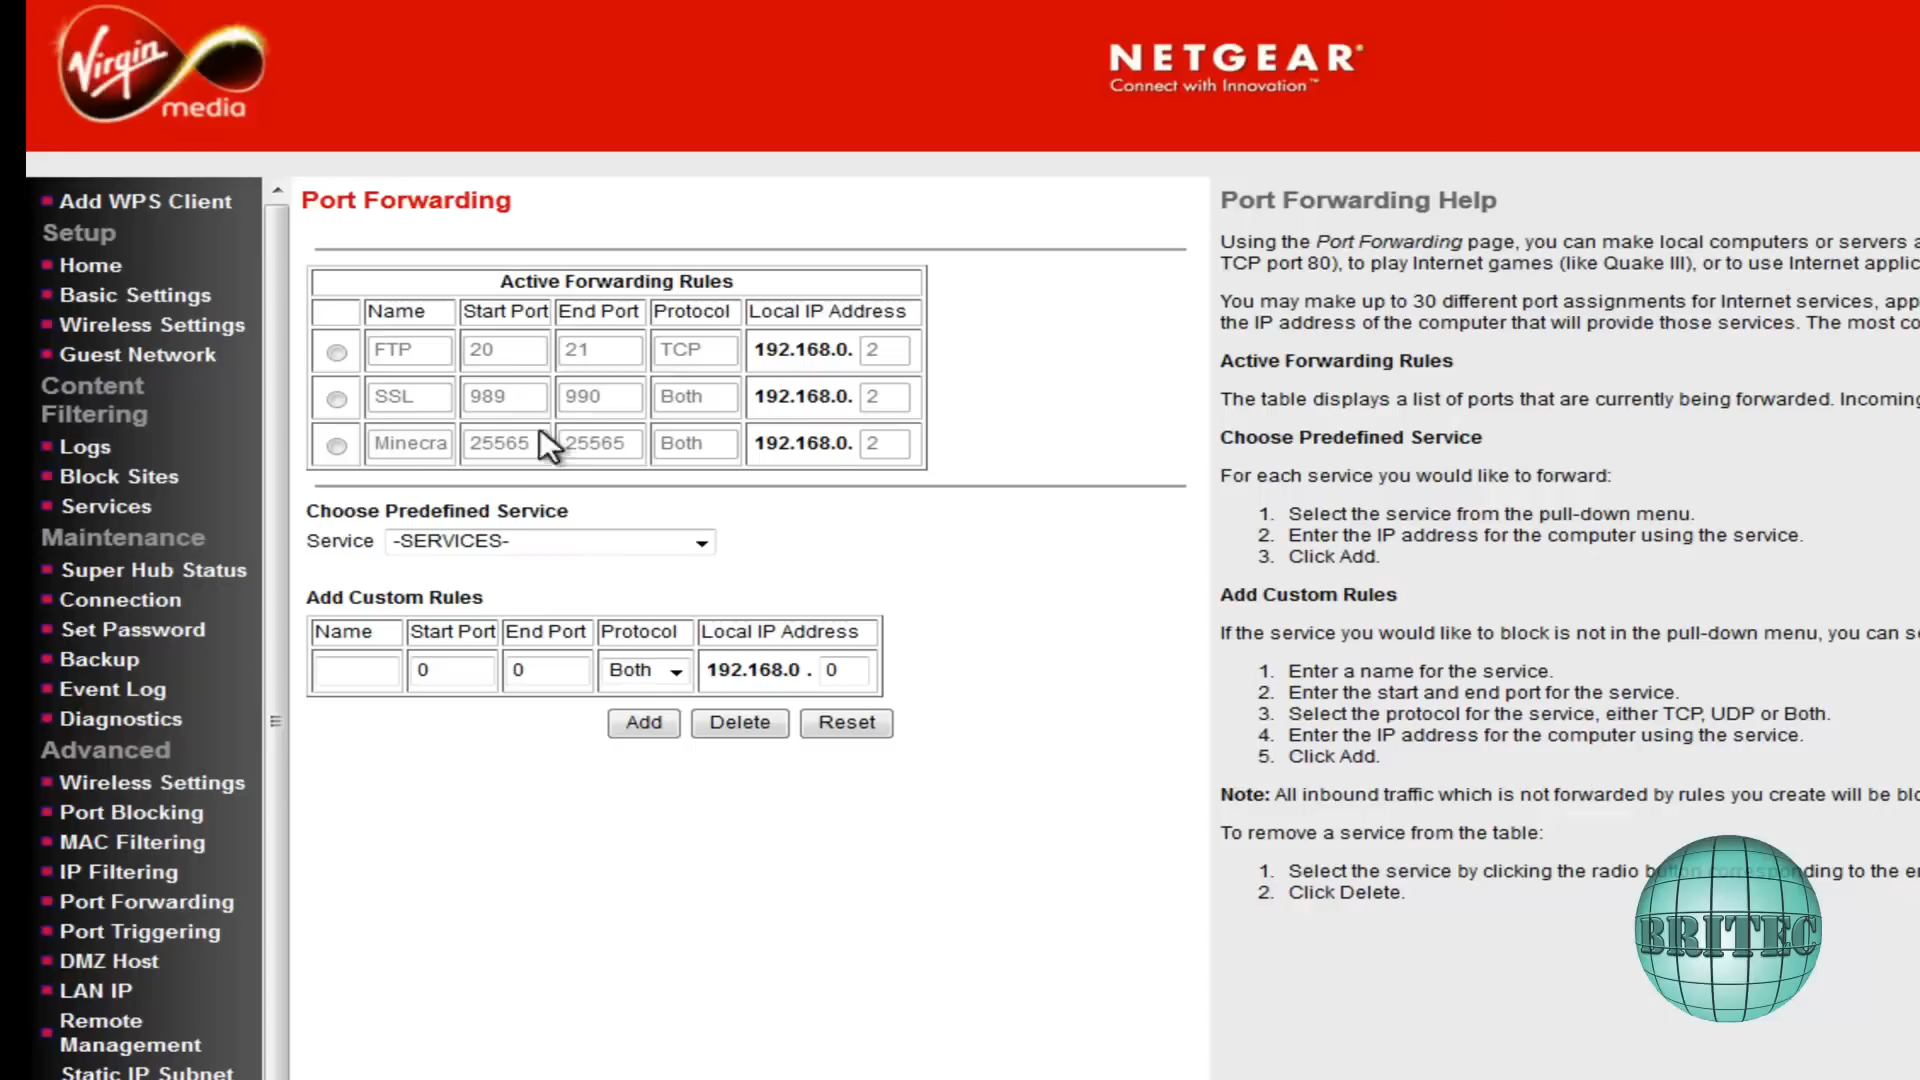 Virgin
media
NETGEAR
Connect with Innovation™
Add WPS Client
Setup
Home
Basic Settings
Wireless Settings
Guest Network
Content
Filtering
Logs
Block Sites
Services
Maintenance
Super Hub Status
Connection
Set Password
Backup
Event Log
Diagnostics
Advanced
Wireless Settings
Port Blocking
MAC Filtering
IP Filtering
Port Forwarding
Port Triggering
DMZ Host
LAN IP
Remote
Management
Static IP Subnet
Port Forwarding
Active Forwarding Rules
Name Start Port End Port Protocol Local IP Address
FTP 20 21 TCP 192.168.0. 2
SSL 989 990 Both 192.168.0. 2
Minecra 25565 25565 Both 192.168.0. 2
Choose Predefined Service
Service -SERVICES-
Add Custom Rules
Name Start Port End Port Protocol Local IP Address
0 0 Both 192.168.0 . 0
Add Delete Reset
Port Forwarding Help
Using the Port Forwarding page, you can make local computers or servers
TCP port 80), to play Internet games (like Quake III), or to use Internet
You may make up to 30 different port assignments for Internet services,
the IP address of the computer that will provide those services. The most
Active Forwarding Rules
The table displays a list of ports that are currently being forwarded. Incoming
Choose Predefined Service
For each service you would like to forward:
1. Select the service from the pull-down menu.
2. Enter the IP address for the computer using the service.
3. Click Add.
Add Custom Rules
If the service you would like to block is not in the pull-down menu, you can
1. Enter a name for the service.
2. Enter the start and end port for the service.
3. Select the protocol for the service, either TCP, UDP or Both.
4. Enter the IP address for the computer using the service.
5. Click Add.
Note: All inbound traffic which is not forwarded by rules you create will be
To remove a service from the table:
1. Select the service by clicking the radio button corresponding to the
2. Click Delete.
BRITEC